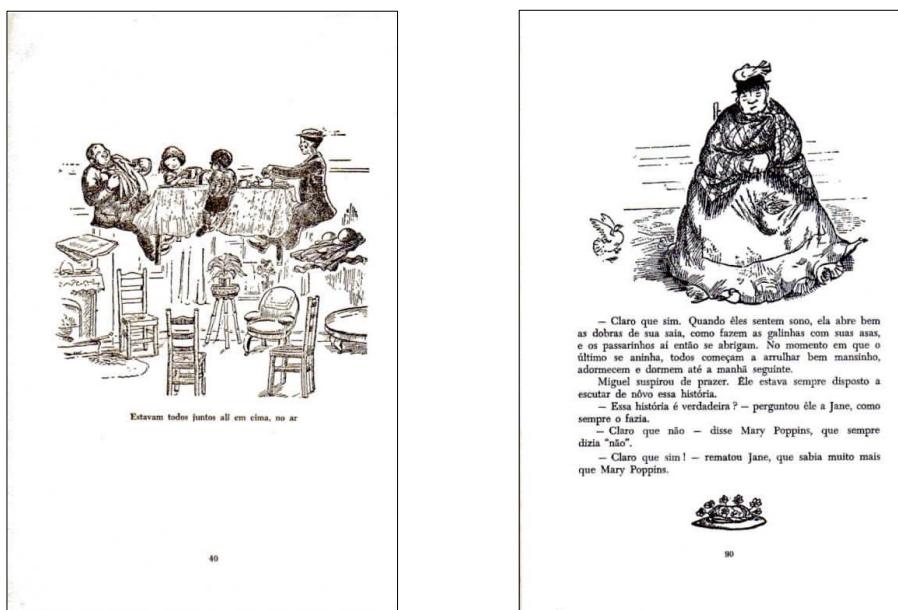 Estavam todos juntos ali em cima, no ar
40
— Claro que sim. Quando êles sentem sono, ela abre bem
as dobras de sua saia, como fazem as galinhas com suas asas,
e os passarinhos aí então se abrigam. No momento em que o
último se aninha, todos começam a arrulhar bem mansinho,
adormecem e dormem até a manhã seguinte.
Miguel suspirou de prazer. Êle estava sempre disposto a
escutar de nôvo essa história.
— Essa história é verdadeira ? — perguntou êle a Jane, como
sempre o fazia.
— Claro que não — disse Mary Poppins, que sempre
dizia "não".
— Claro que sim ! — rematou Jane, que sabia muito mais
que Mary Poppins.
90